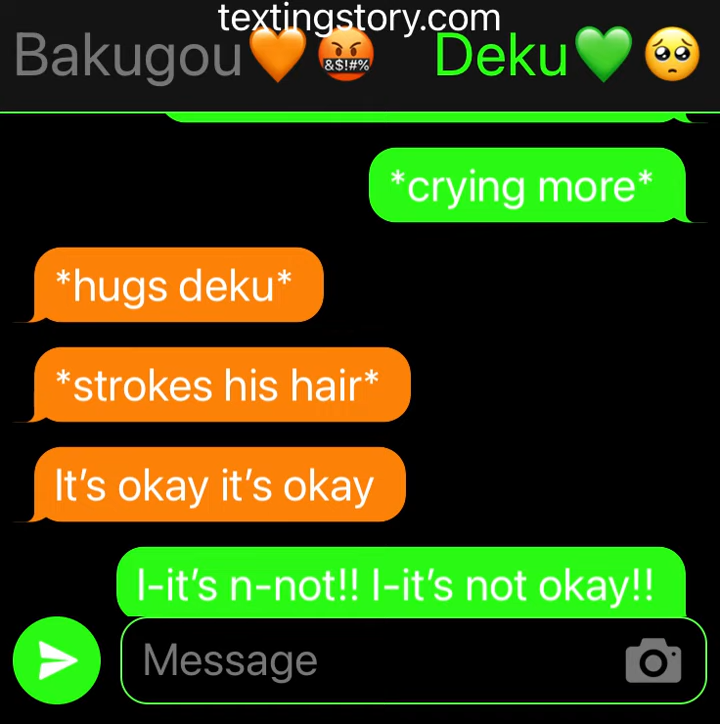 textingstory.com
Bakugou🧡🤬 Deku💚🥺
*crying more*
*hugs deku*
*strokes his hair*
It’s okay it’s okay
I-it’s n-not!! I-it’s not okay!!
Message